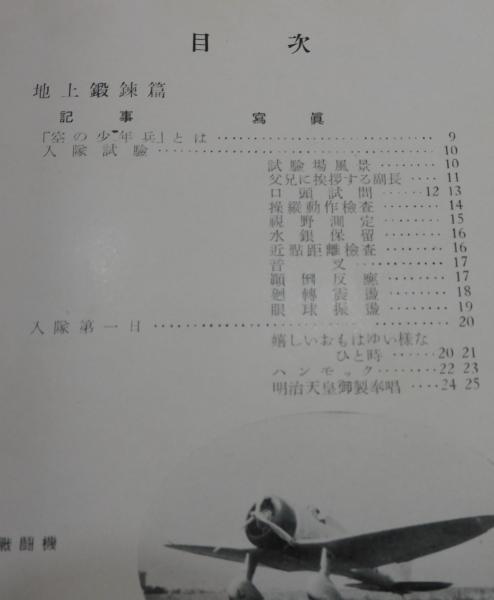 目次
地上鍛錬篇
記事 寫眞
「空の少年兵」とは ・・・・・・・・・・・・・・・ 9
入隊試驗 ・・・・・・・・・・・・・・・ 10
試驗場風景 ・・・・・・・・ 10
父兄に挨拶する副長 ・・・・ 11
口頭試問 ・・・・・ 12 13
操縱動作檢査 ・・・・・・・ 14
視野測定 ・・・・・・・・ 15
水銀保留 ・・・・・・・・ 16
近點距離檢査 ・・・・・・・ 16
音叉 ・・・・・・・ 17
顚倒反應 ・・・・・・・ 17
廻轉震盪 ・・・・・・・ 18
眼球振盪 ・・・・・・・ 19
入隊第一日 ・・・・・・・・・・・・・・・ 20
嬉しいおもはゆい様な
ひと時 ・・・・・・ 20 21
ハンモック ・・・・・・・・ 22 23
明治天皇御製奉唱 ・・・・ 24 25
戰鬪機